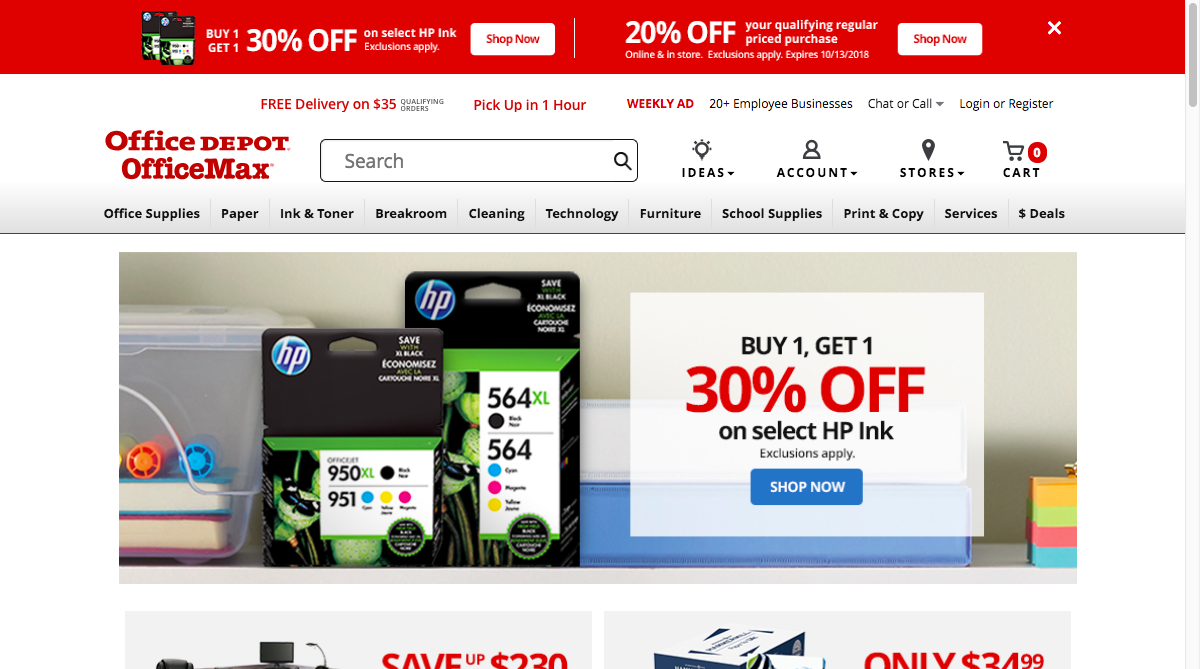 BUY 1
GET 1
30% OFF
on select HP Ink
Exclusions apply.
Shop Now
20% OFF
your qualifying regular
priced purchase
Online & in store. Exclusions apply. Expires 10/13/2018
Shop Now
FREE Delivery on $35 QUALIFYING ORDERS
Pick Up in 1 Hour
WEEKLY AD
20+ Employee Businesses
Chat or Call
Login or Register
Office DEPOT
OfficeMax
Search
IDEAS
ACCOUNT
STORES
0
CART
Office Supplies
Paper
Ink & Toner
Breakroom
Cleaning
Technology
Furniture
School Supplies
Print & Copy
Services
$ Deals
hp
SAVE
WITH
XL BLACK
ÉCONOMISEZ
AVEC LA
CARTOUCHE NOIRE XL
564XL
Black
Noir
564
Cyan
Magenta
Yellow
Jaune
hp
SAVE
WITH
XL BLACK
ÉCONOMISEZ
AVEC LA
CARTOUCHE NOIRE XL
OFFICEJET
950XL
Black
Noir
951
Cyan
Yellow
Jaune
Magenta
BUY 1, GET 1
30% OFF
on select HP Ink
Exclusions apply.
SHOP NOW
SAVE UP $230
ONLY $34.99